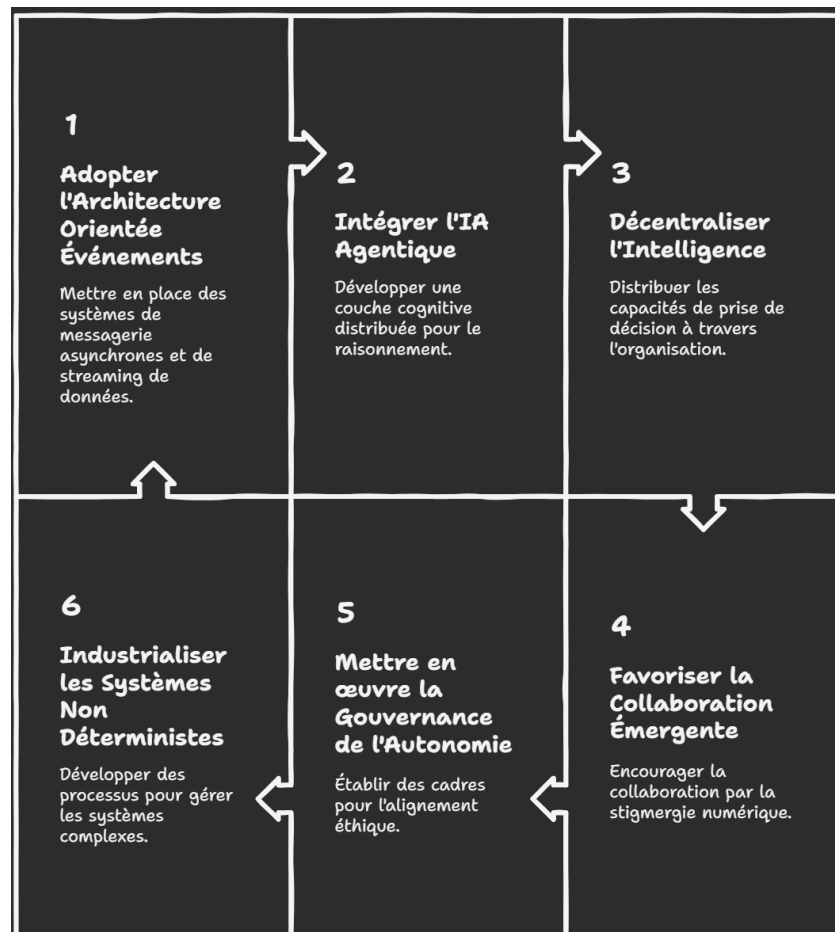 1
Adopter
l'Architecture
Orientée
Événements
Mettre en place des
systèmes de
messagerie
asynchrones et de
streaming de
données.
2
Intégrer l'IA
Agentique
Développer une
couche cognitive
distribuée pour le
raisonnement.
3
Décentraliser
l'Intelligence
Distribuer les
capacités de prise de
décision à travers
l'organisation.
4
Favoriser la
Collaboration
Émergente
Encourager la
collaboration par la
stigmergie numérique.
5
Mettre en
œuvre la
Gouvernance
de l'Autonomie
Établir des cadres
pour l'alignement
éthique.
6
Industrialiser
les Systèmes
Non
Déterministes
Développer des
processus pour gérer
les systèmes
complexes.